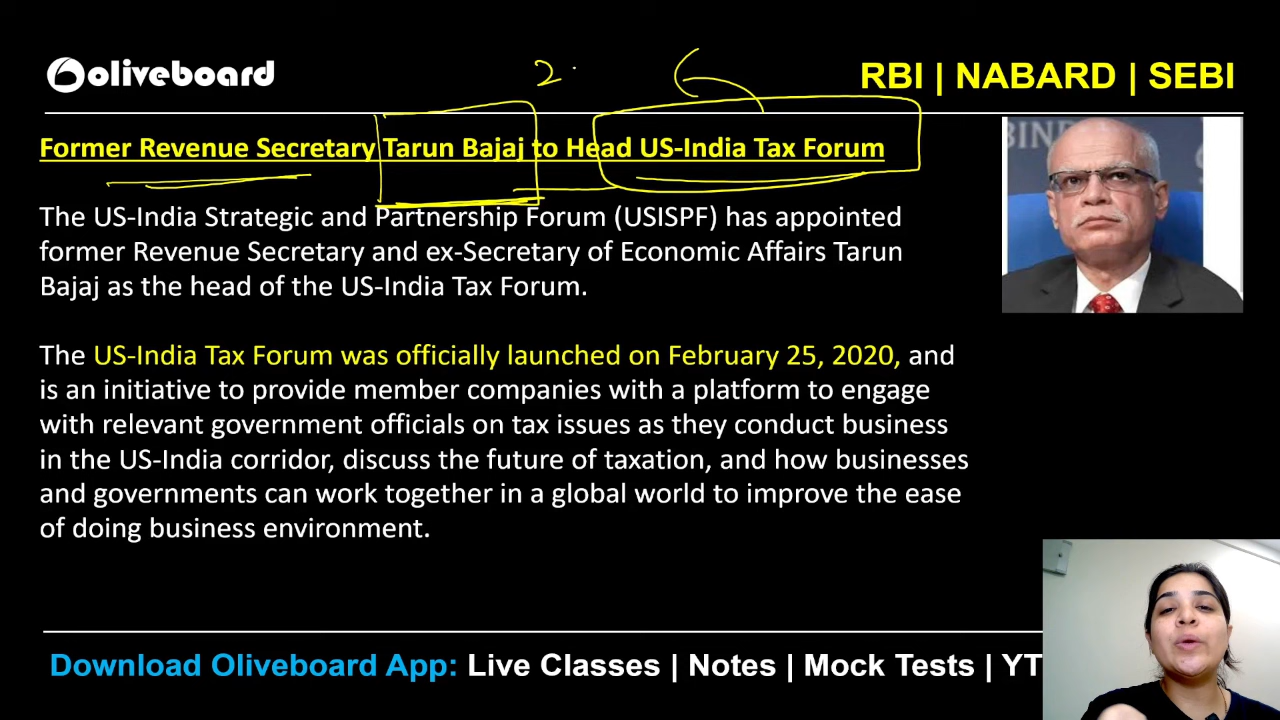 oliveboard
RBI | NABARD | SEBI
2
BIND
Former Revenue Secretary Tarun Bajaj to Head US-India Tax Forum
The US-India Strategic and Partnership Forum (USISPF) has appointed
former Revenue Secretary and ex-Secretary of Economic Affairs Tarun
Bajaj as the head of the US-India Tax Forum.
The US-India Tax Forum was officially launched on February 25, 2020, and
is an initiative to provide member companies with a platform to engage
with relevant government officials on tax issues as they conduct business
in the US-India corridor, discuss the future of taxation, and how businesses
and governments can work together in a global world to improve the ease
of doing business environment.
Download Oliveboard App: Live Classes | Notes | Mock Tests | YT